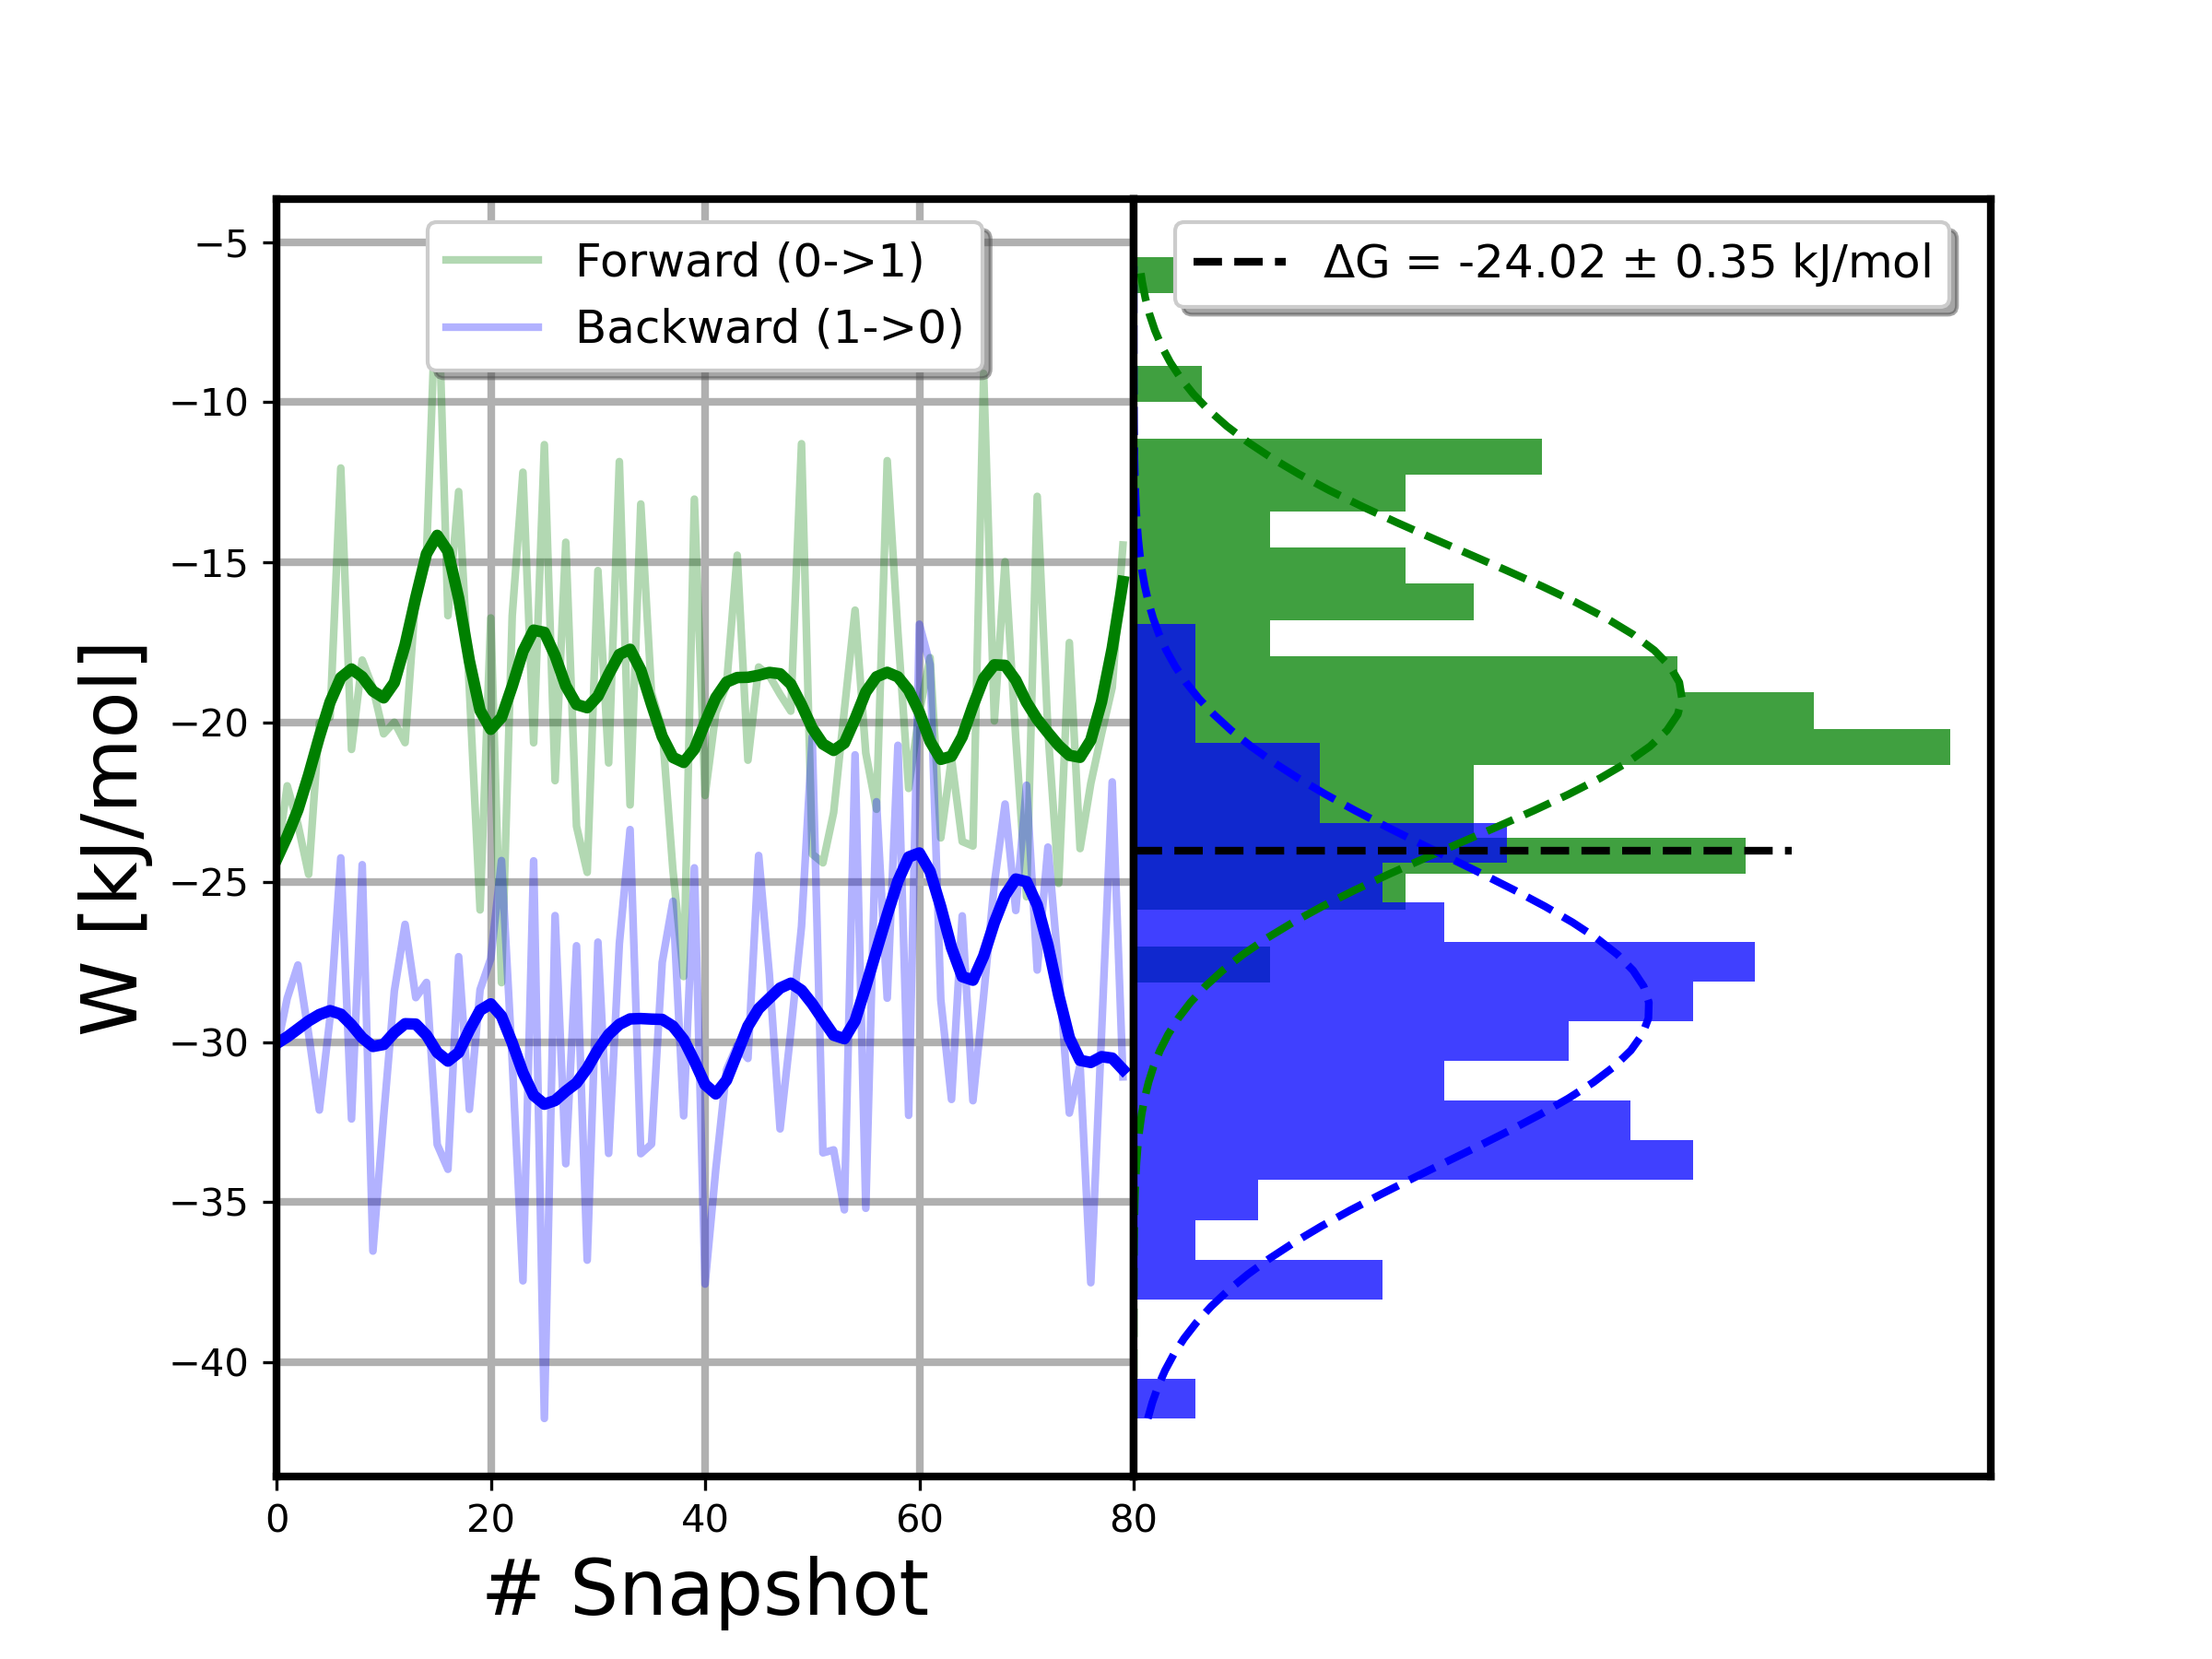 Forward (0->1)
Backward (1->0)
ΔG = -24.02 ± 0.35 kJ/mol
W [kJ/mol]
−5
−10
−15
−20
−25
−30
−35
−40
0 20 40 60 80
# Snapshot